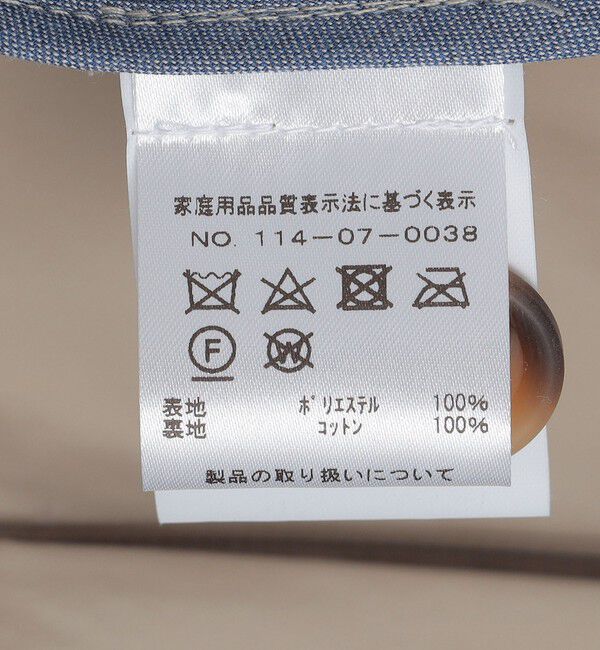 家庭用品品質表示法に基づく表示
NO. 114-07-0038
F
W
表地 ポリエステル 100%
裏地 コットン 100%
製品の取り扱いについて